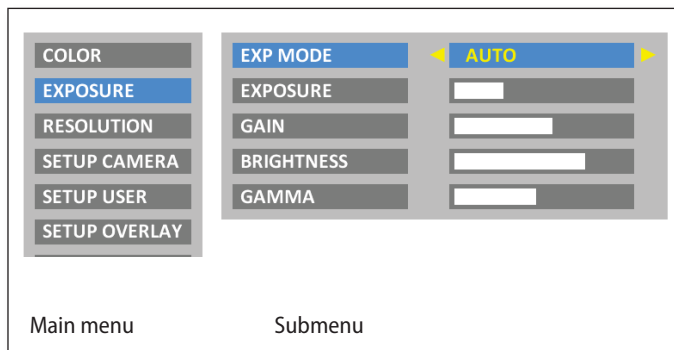 COLOR
EXPOSURE
RESOLUTION
SETUP CAMERA
SETUP USER
SETUP OVERLAY
EXP MODE
AUTO
EXPOSURE
GAIN
BRIGHTNESS
GAMMA
Main menu
Submenu